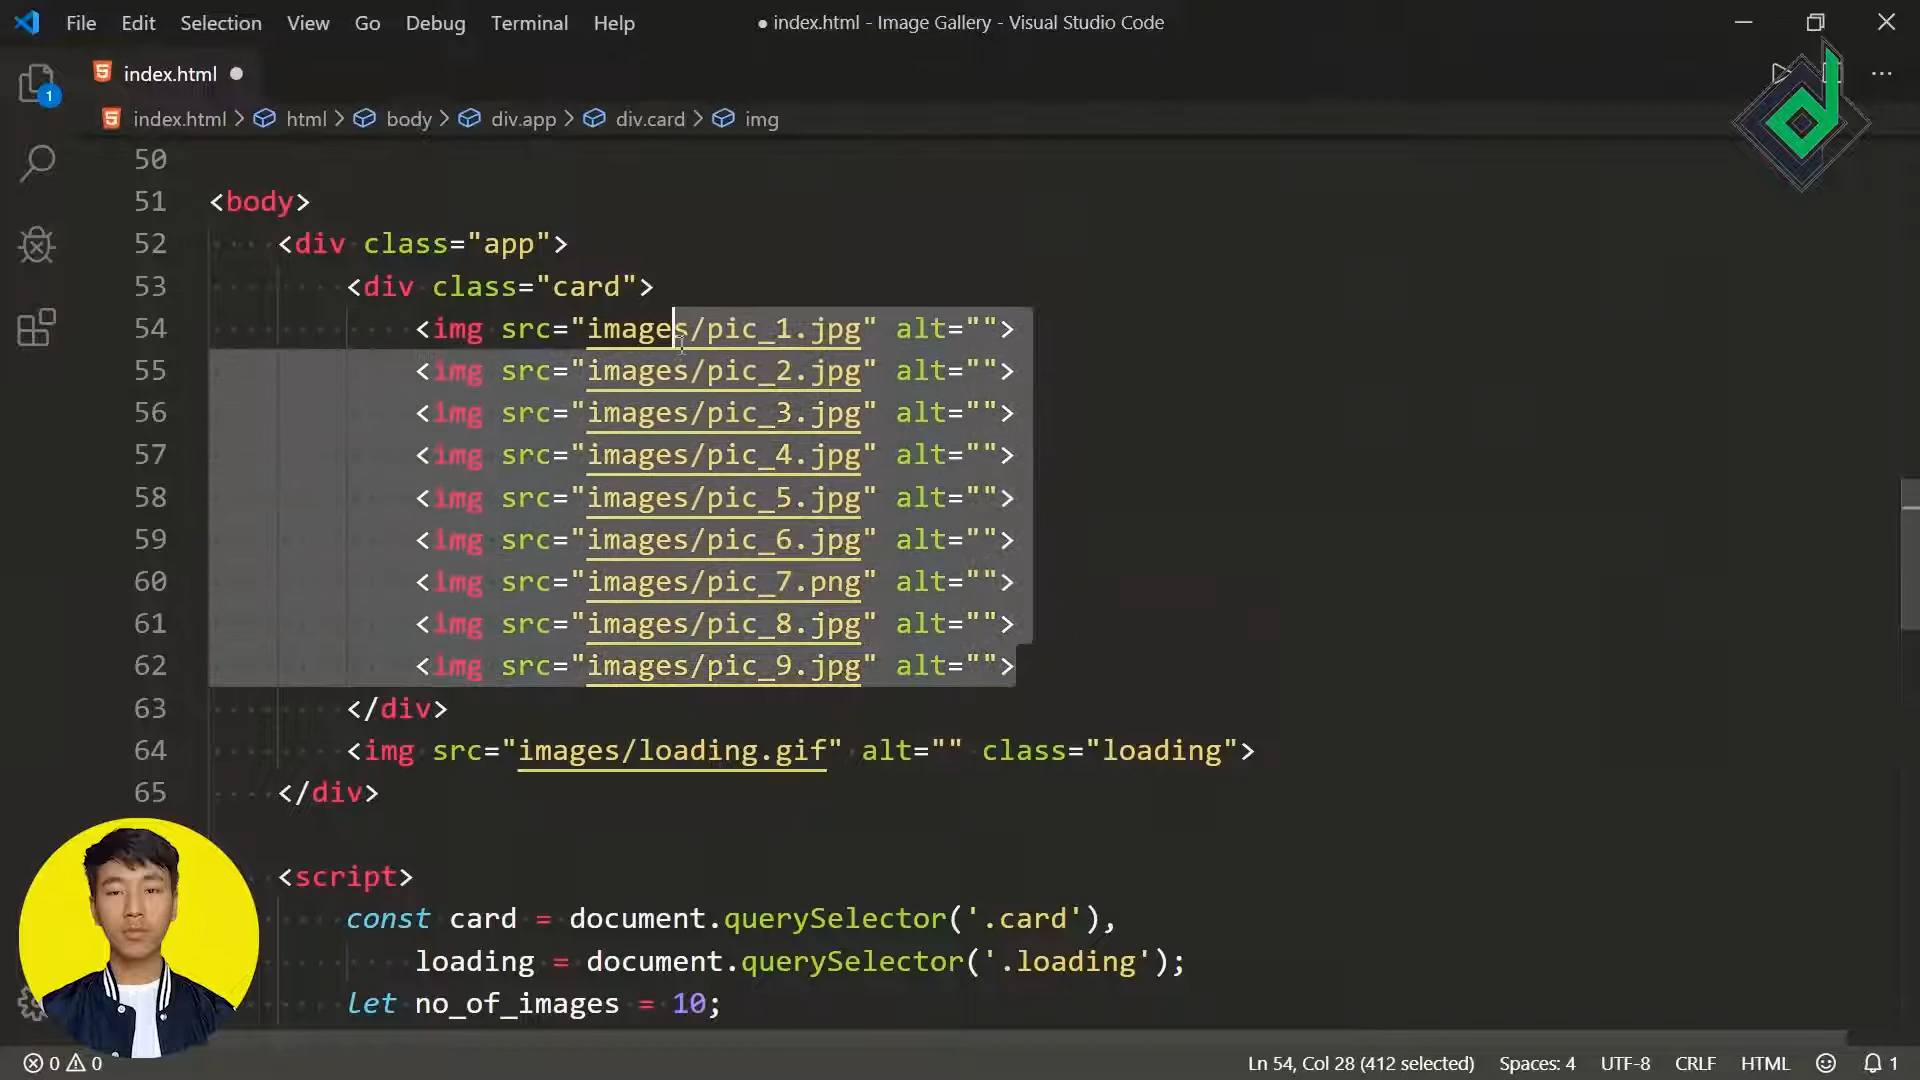 File Edit Selection View Go Debug Terminal Help ● index.html - Image Gallery - Visual Studio Code
index.html ●
index.html > html > body > div.app > div.card > img
1
50
51 <body>
52 <div class="app">
53 <div class="card">
54 <img src="images/pic_1.jpg" alt="">
55 <img src="images/pic_2.jpg" alt="">
56 <img src="images/pic_3.jpg" alt="">
57 <img src="images/pic_4.jpg" alt="">
58 <img src="images/pic_5.jpg" alt="">
59 <img src="images/pic_6.jpg" alt="">
60 <img src="images/pic_7.png" alt="">
61 <img src="images/pic_8.jpg" alt="">
62 <img src="images/pic_9.jpg" alt="">
63 </div>
64 <img src="images/loading.gif" alt="" class="loading">
65 </div>
<script>
const card = document.querySelector('.card'),
loading = document.querySelector('.loading');
let no_of_images = 10;
0 0 Ln 54, Col 28 (412 selected) Spaces: 4 UTF-8 CRLF HTML 1